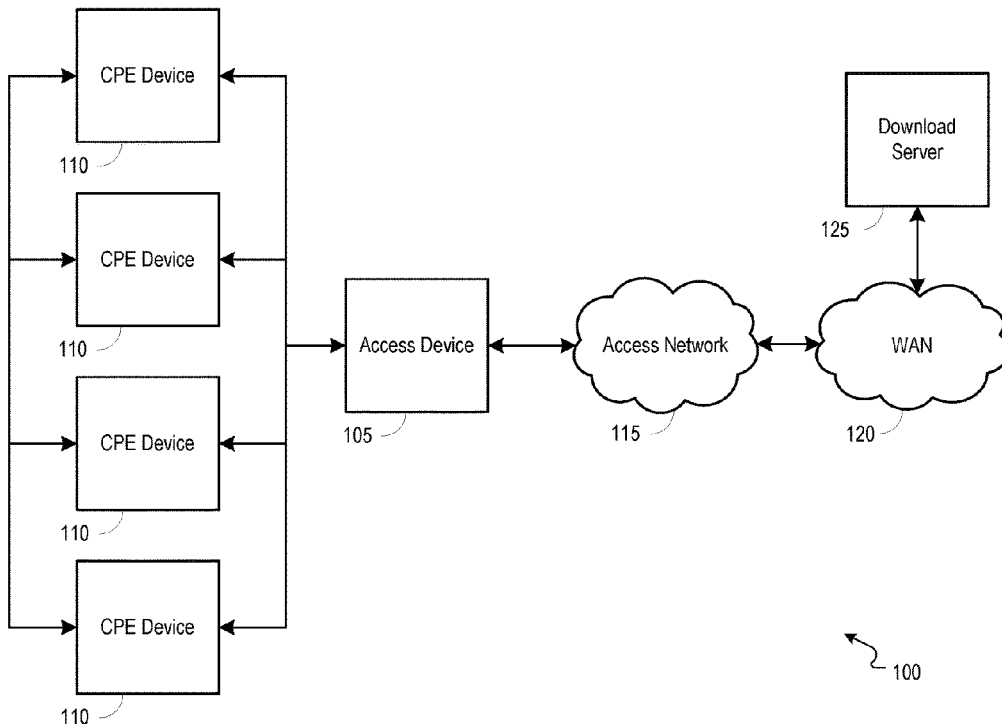 CPE Device
110
CPE Device
110
CPE Device
110
CPE Device
110
Access Device
105
Access Network
115
WAN
120
Download
Server
125
100